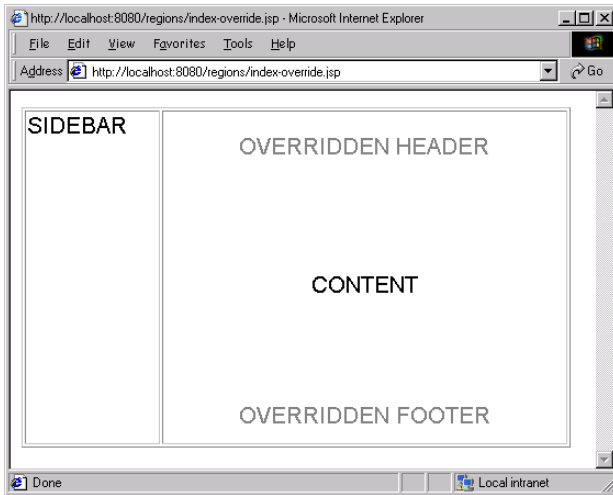 http://localhost:8080/regions/index-override.jsp - Microsoft Internet Explorer
File Edit View Favorites Tools Help
Address http://localhost:8080/regions/index-override.jsp Go
SIDEBAR
OVERRIDDEN HEADER
CONTENT
OVERRIDDEN FOOTER
Done Local intranet